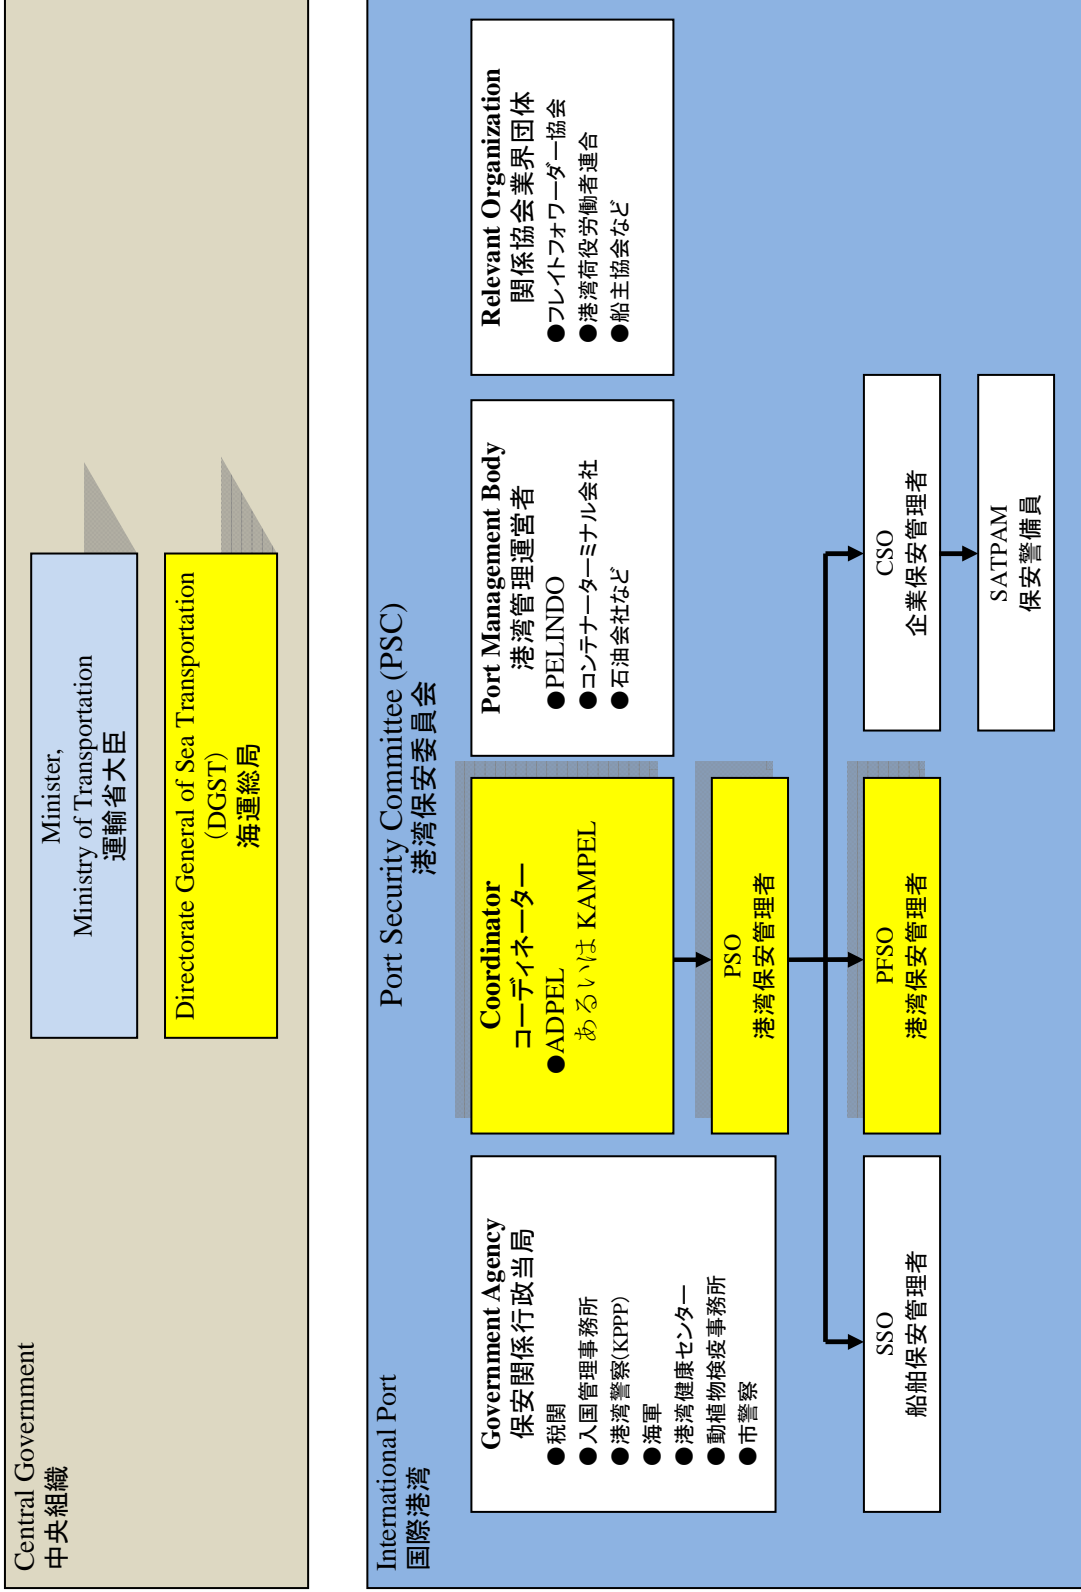 Central Government
中央組織
Minister,
Ministry of Transportation
運輸省大臣
Directorate General of Sea Transportation
(DGST)
海運総局
International Port
国際港湾
Port Security Committee (PSC)
港湾保安委員会
Government Agency
保安関係行政当局
●税関
●入国管理事務所
●港湾警察(KPPP)
●海軍
●港湾健康センター
●動植物検疫事務所
●市警察
Coordinator
コーディネーター
●ADPEL
あるいは KAMPEL
Port Management Body
港湾管理運営者
●PELINDO
●コンテナーターミナル会社
●石油会社など
Relevant Organization
関係協会業界団体
●フレイトフォワーダー協会
●港湾荷役労働者連合
●船主協会など
PSO
港湾保安管理者
SSO
船舶保安管理者
PFSO
港湾保安管理者
CSO
企業保安管理者
SATPAM
保安警備員